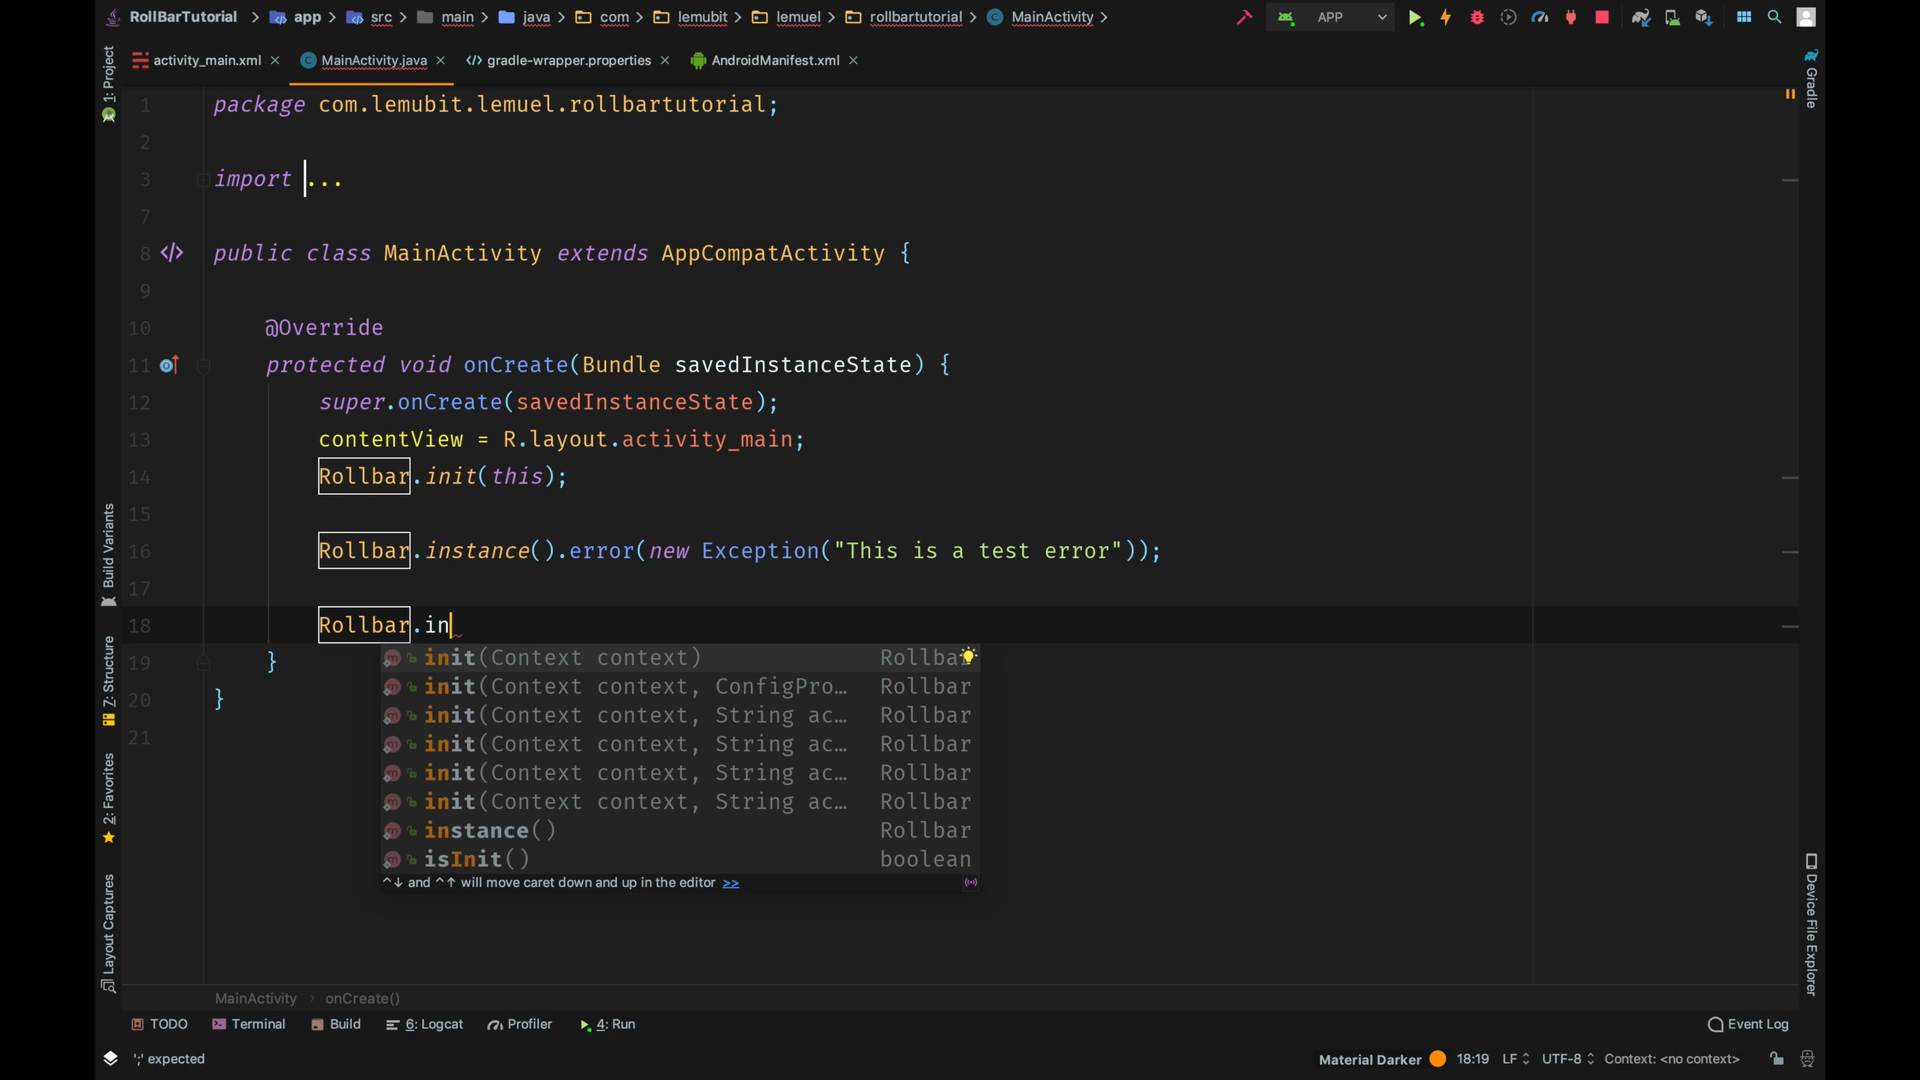 RollBarTutorial > app > src > main > java > com > lemubit > lemuel > rollbartutorial > MainActivity > APP
activity_main.xml MainActivity.java gradle-wrapper.properties AndroidManifest.xml
1: Project
Gradle
1 package com.lemubit.lemuel.rollbartutorial;
2
3 import ...
7
8 public class MainActivity extends AppCompatActivity {
9
10 @Override
11 protected void onCreate(Bundle savedInstanceState) {
12 super.onCreate(savedInstanceState);
13 contentView = R.layout.activity_main;
14 Rollbar.init(this);
15
16 Rollbar.instance().error(new Exception("This is a test error"));
17
18 Rollbar.in
19 }
20 }
21
init(Context context) Rollbar
init(Context context, ConfigPro… Rollbar
init(Context context, String ac… Rollbar
init(Context context, String ac… Rollbar
init(Context context, String ac… Rollbar
init(Context context, String ac… Rollbar
instance() Rollbar
isInit() boolean
^↓ and ^↑ will move caret down and up in the editor >>
Build Variants
Z: Structure
2: Favorites
Layout Captures
Device File Explorer
MainActivity > onCreate()
TODO Terminal Build 6: Logcat Profiler 4: Run Event Log
';' expected Material Darker 18:19 LF UTF-8 Context: <no context>